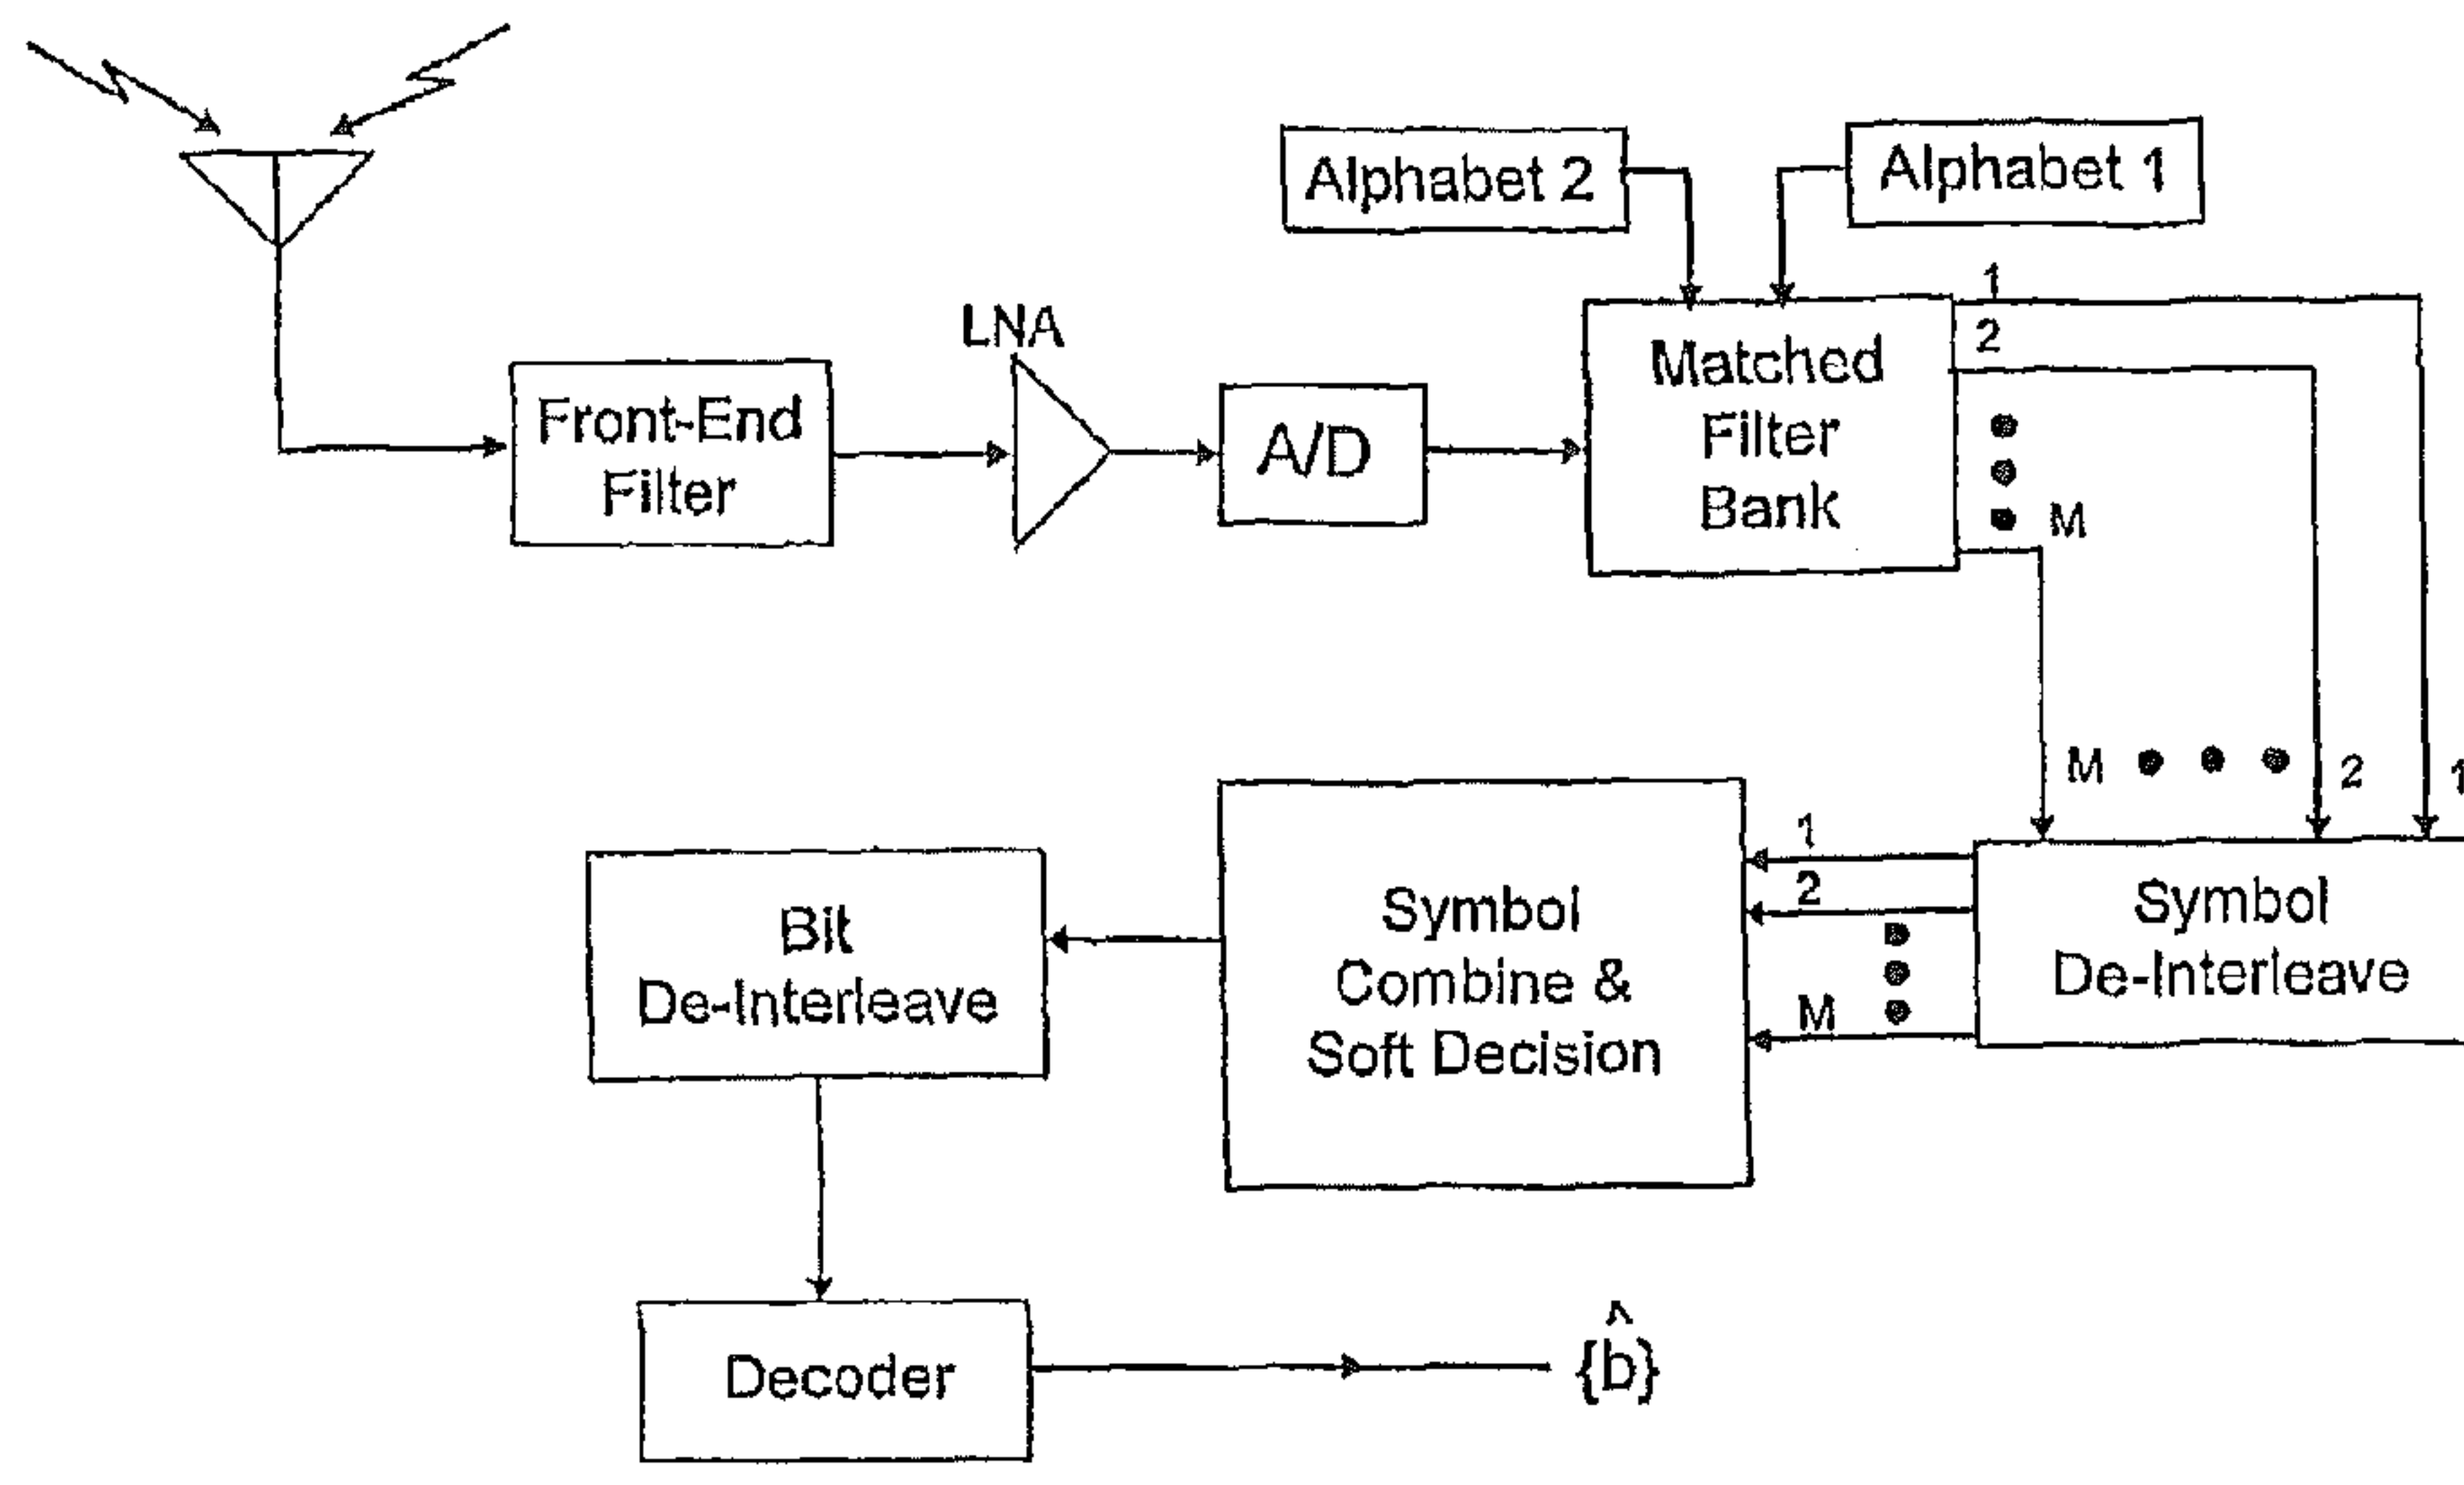 Alphabet 2
Alphabet 1
LNA
Front-End
Filter
A/D
Matched
Filter
Bank
1
2
M
M
2
1
1
2
M
Symbol
De-Interleave
Symbol
Combine &
Soft Decision
Bit
De-Interleave
Decoder
{b̂}